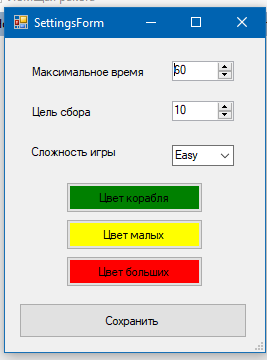 SettingsForm
Максимальное время
60
Цель сбора
10
Сложность игры
Easy
Цвет корабля
Цвет малых
Цвет больших
Сохранить